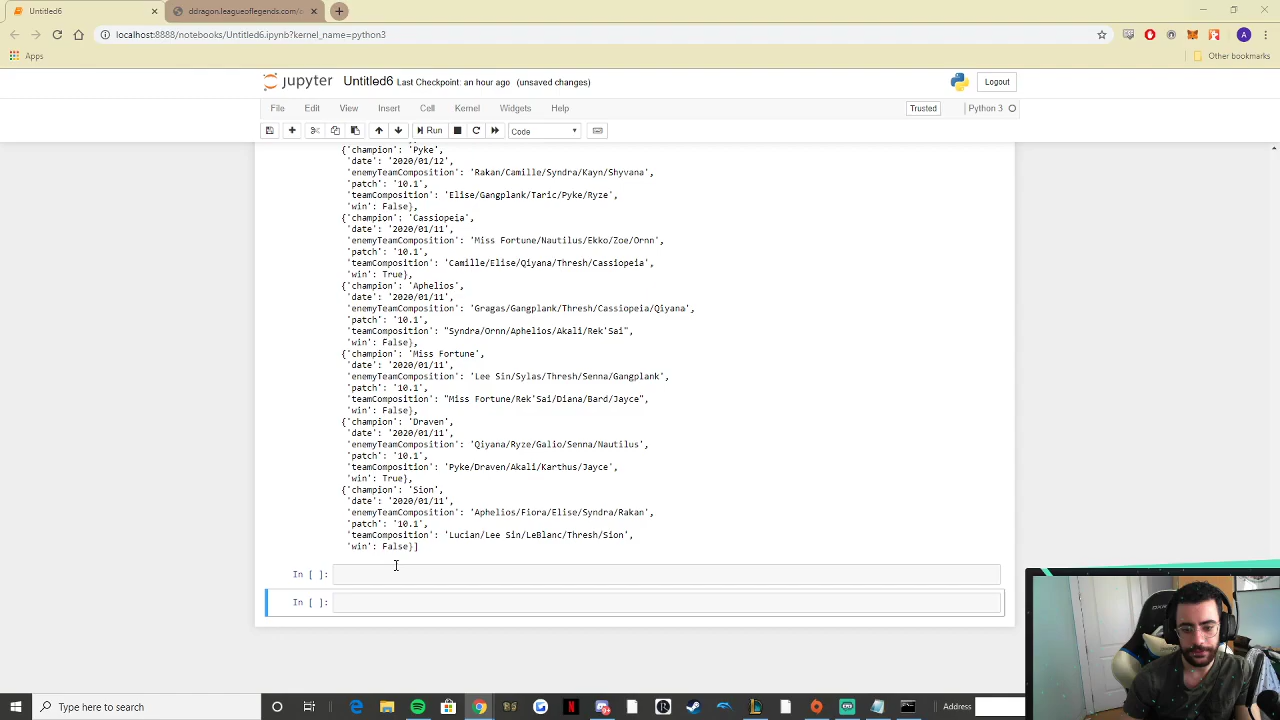 Untitled6
ddragon.leagueoflegends.com/
localhost:8888/notebooks/Untitled6.ipynb?kernel_name=python3
A
Apps
Other bookmarks
jupyter Untitled6 Last Checkpoint: an hour ago (unsaved changes)
Logout
File Edit View Insert Cell Kernel Widgets Help
Trusted
Python 3
Run
Code
{'champion': 'Pyke',
'date': '2020/01/12',
'enemyTeamComposition': 'Rakan/Camille/Syndra/Kayn/Shyvana',
'patch': '10.1',
'teamComposition': 'Elise/Gangplank/Taric/Pyke/Ryze',
'win': False},
{'champion': 'Cassiopeia',
'date': '2020/01/11',
'enemyTeamComposition': 'Miss Fortune/Nautilus/Ekko/Zoe/Ornn',
'patch': '10.1',
'teamComposition': 'Camille/Elise/Qiyana/Thresh/Cassiopeia',
'win': True},
{'champion': 'Aphelios',
'date': '2020/01/11',
'enemyTeamComposition': 'Gragas/Gangplank/Thresh/Cassiopeia/Qiyana',
'patch': '10.1',
'teamComposition': "Syndra/Ornn/Aphelios/Akali/Rek'Sai",
'win': False},
{'champion': 'Miss Fortune',
'date': '2020/01/11',
'enemyTeamComposition': 'Lee Sin/Sylas/Thresh/Senna/Gangplank',
'patch': '10.1',
'teamComposition': "Miss Fortune/Rek'Sai/Diana/Bard/Jayce",
'win': False},
{'champion': 'Draven',
'date': '2020/01/11',
'enemyTeamComposition': 'Qiyana/Ryze/Galio/Senna/Nautilus',
'patch': '10.1',
'teamComposition': 'Pyke/Draven/Akali/Karthus/Jayce',
'win': True},
{'champion': 'Sion',
'date': '2020/01/11',
'enemyTeamComposition': 'Aphelios/Fiora/Elise/Syndra/Rakan',
'patch': '10.1',
'teamComposition': 'Lucian/Lee Sin/LeBlanc/Thresh/Sion',
'win': False}]
In [ ]:
In [ ]:
Type here to search
Address